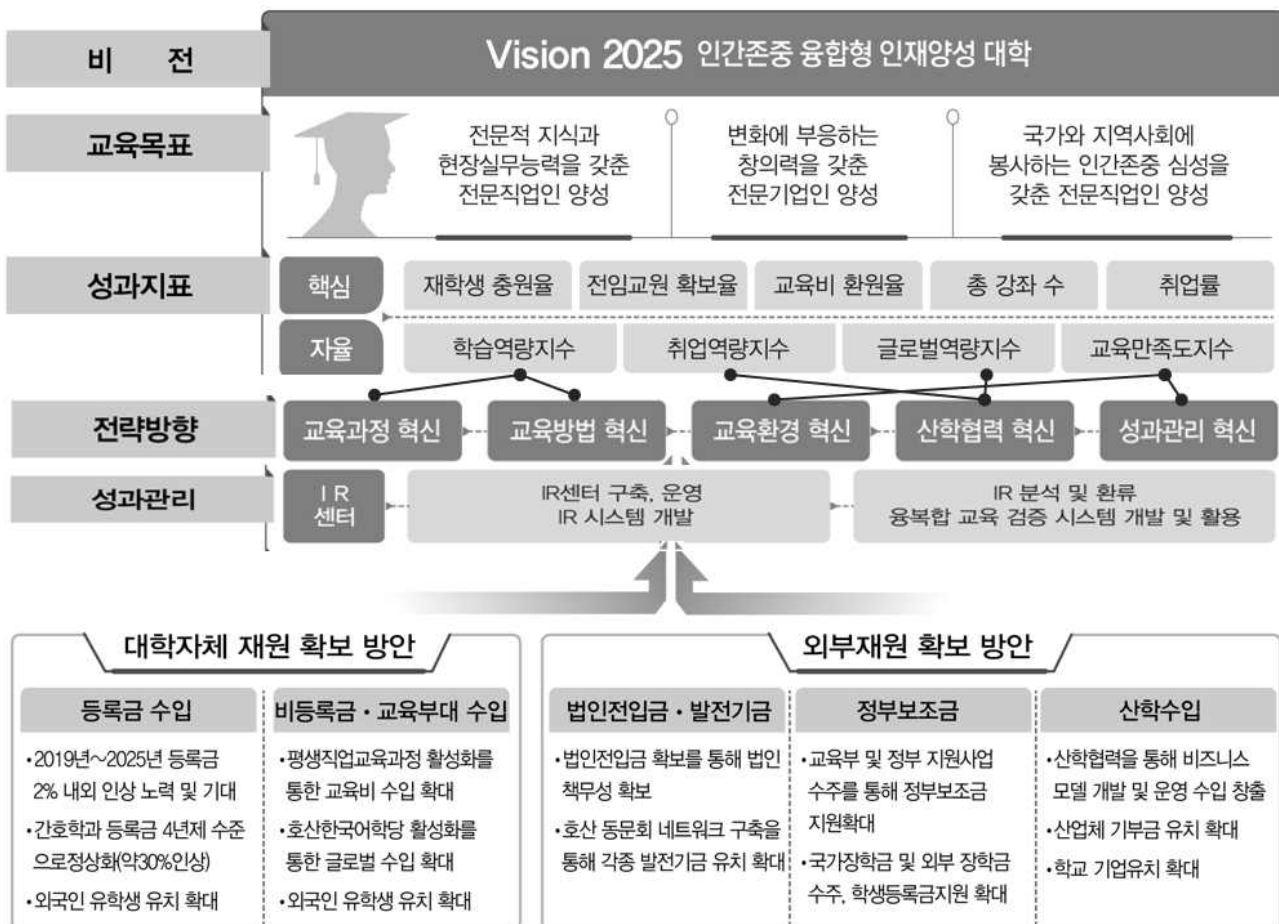 비 전
Vision 2025 인간존중 융합형 인재양성 대학
교육목표
전문적 지식과
현장실무능력을 갖춘
전문직업인 양성
변화에 부응하는
창의력을 갖춘
전문기업인 양성
국가와 지역사회에
봉사하는 인간존중 심성을
갖춘 전문직업인 양성
성과지표
핵심
재학생 충원율
전임교원 확보율
교육비 환원율
총 강좌 수
취업률
자율
학습역량지수
취업역량지수
글로벌역량지수
교육만족도지수
전략방향
교육과정 혁신
교육방법 혁신
교육환경 혁신
산학협력 혁신
성과관리 혁신
성과관리
I R
센터
IR센터 구축, 운영
IR 시스템 개발
IR 분석 및 환류
융복합 교육 검증 시스템 개발 및 활용
대학자체 재원 확보 방안
등록금 수입
•2019년~2025년 등록금
2% 내외 인상 노력 및 기대
•간호학과 등록금 4년제 수준
으로정상화(약30%인상)
•외국인 유학생 유치 확대
비등록금•교육부대 수입
•평생직업교육과정 활성화를
통한 교육비 수입 확대
•호산한국어학당 활성화를
통한 글로벌 수입 확대
•외국인 유학생 유치 확대
외부재원 확보 방안
법인전입금•발전기금
•법인전입금 확보를 통해 법인
책무성 확보
•호산 동문회 네트워크 구축을
통해 각종 발전기금 유치 확대
정부보조금
•교육부 및 정부 지원사업
수주를 통해 정부보조금
지원확대
•국가장학금 및 외부 장학금
수주, 학생등록금지원 확대
산학수입
•산학협력을 통해 비즈니스
모델 개발 및 운영 수입 창출
•산업체 기부금 유치 확대
•학교 기업유치 확대